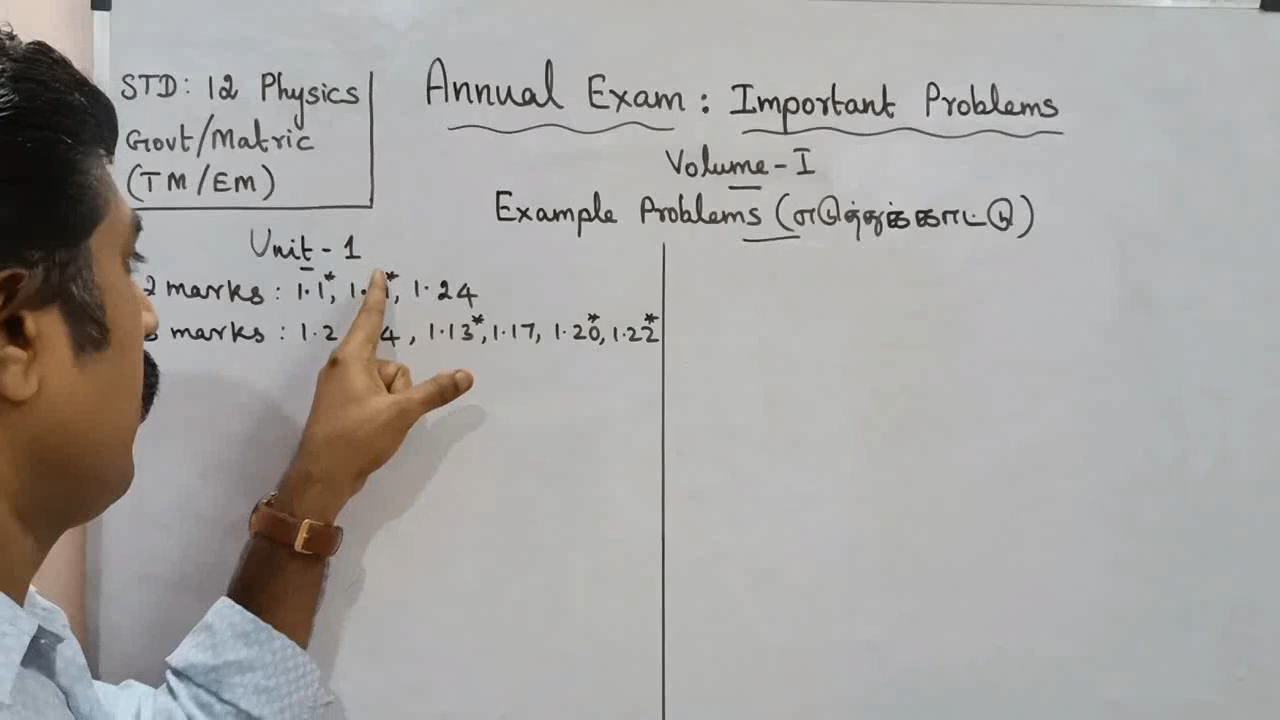 STD: 12 Physics
Govt/Matric
(TM/EM)
Annual Exam: Important Problems
Volume-I
Example Problems (எடுத்துக்காட்டு)
Unit-1
2 marks: 1.1*, 1.24
marks: 1.2 4, 1.13*, 1.17, 1.20*, 1.22*